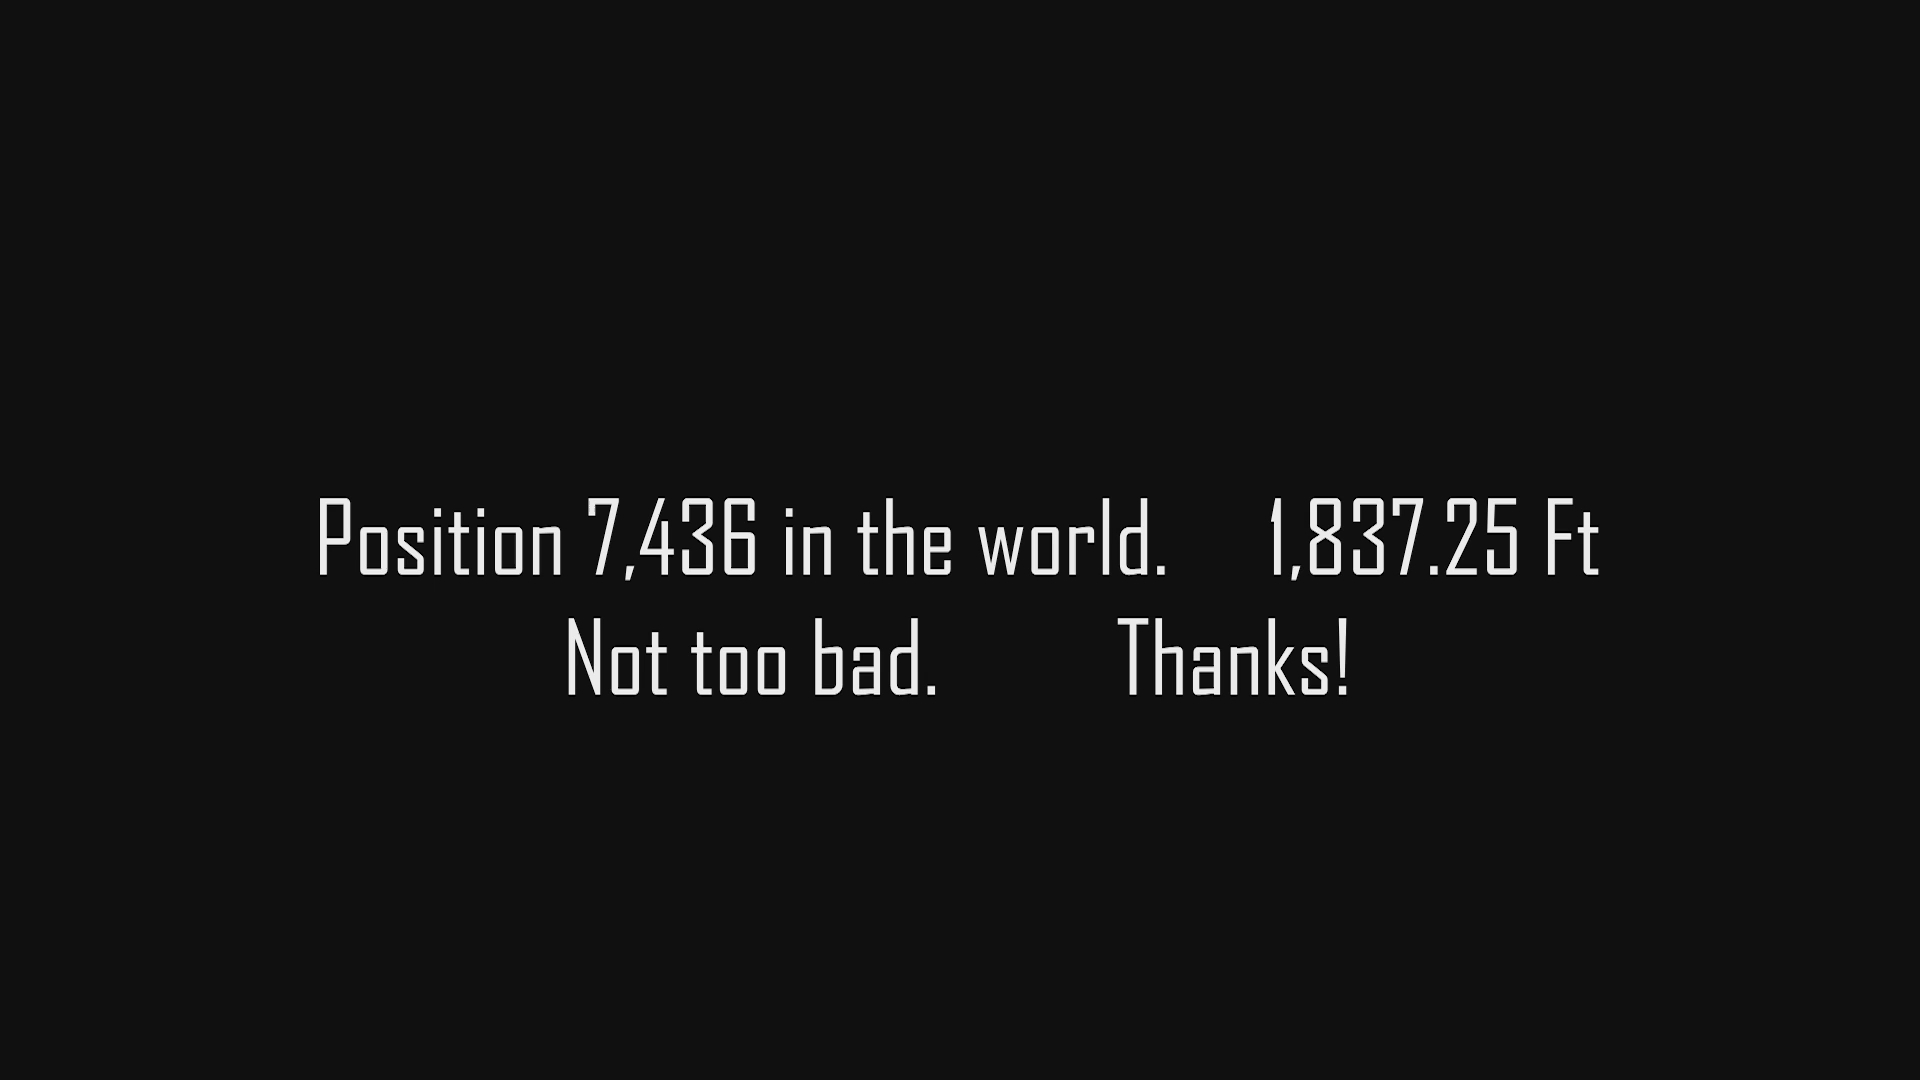 Position 7,436 in the world. 1,837.25 Ft
Not too bad. Thanks!